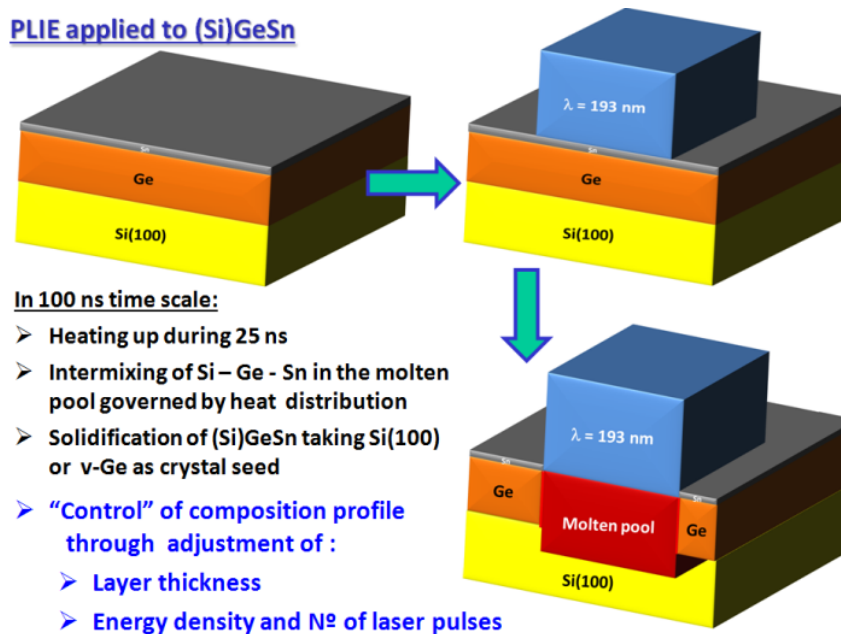 PLIE applied to (Si)GeSn
Sn
Ge
Si(100)
λ = 193 nm
Sn
Ge
Si(100)
In 100 ns time scale:
➢ Heating up during 25 ns
➢ Intermixing of Si – Ge - Sn in the molten
pool governed by heat distribution
➢ Solidification of (Si)GeSn taking Si(100)
or v-Ge as crystal seed
➢ “Control” of composition profile
through adjustment of :
➢ Layer thickness
➢ Energy density and Nº of laser pulses
λ = 193 nm
Sn
Sn
Ge
Molten pool
Ge
Si(100)